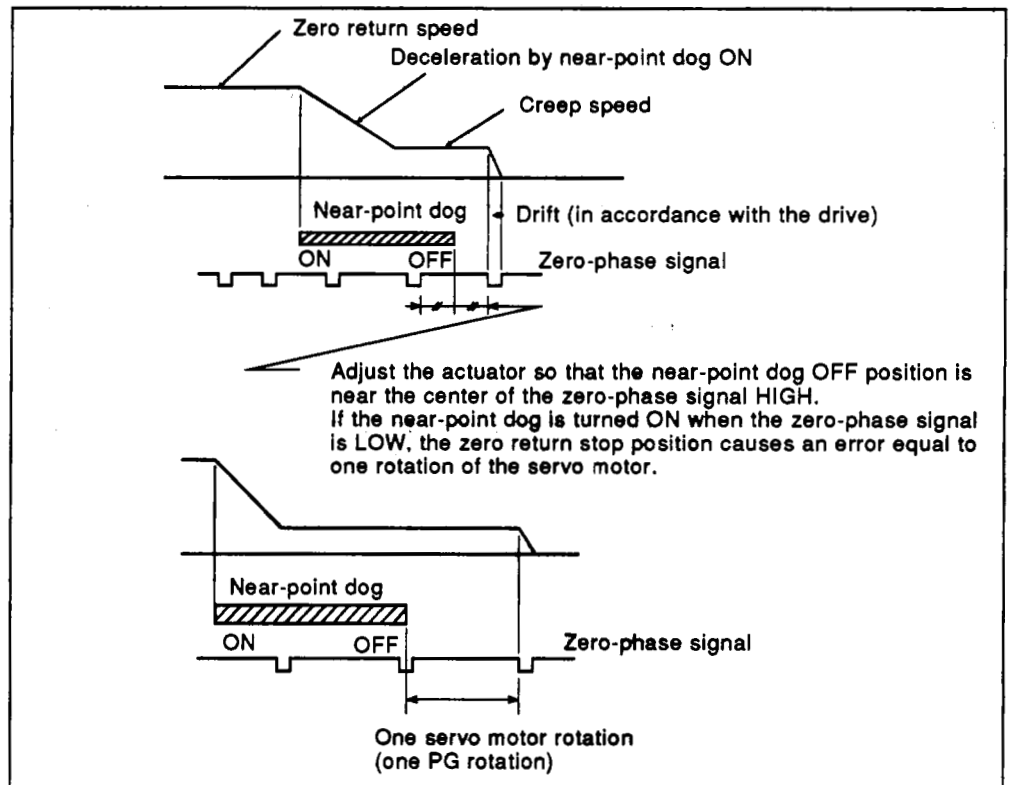 Zero return speed
Deceleration by near-point dog ON
Creep speed
Near-point dog
Drift (in accordance with the drive)
ON
OFF
Zero-phase signal
Adjust the actuator so that the near-point dog OFF position is
near the center of the zero-phase signal HIGH.
If the near-point dog is turned ON when the zero-phase signal
is LOW, the zero return stop position causes an error equal to
one rotation of the servo motor.
Near-point dog
ON
OFF
Zero-phase signal
One servo motor rotation
(one PG rotation)